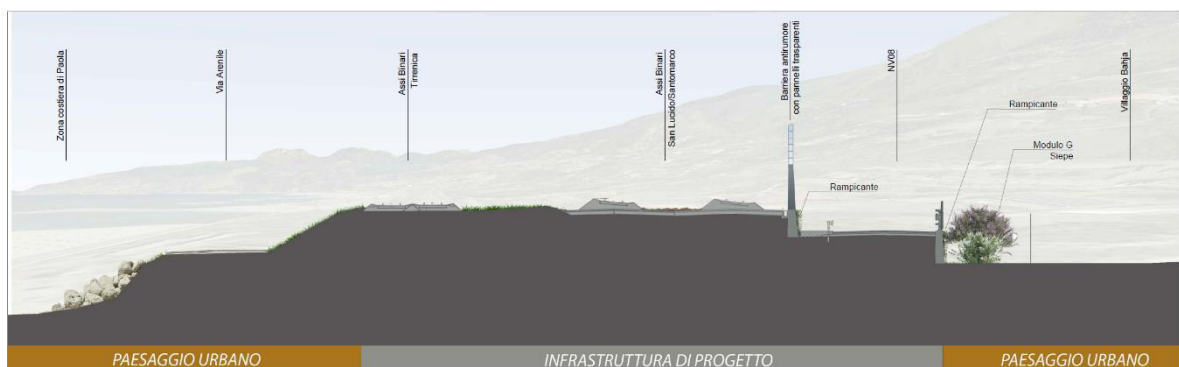 Zona costiera di Paola
Via Arenile
Assi Binari
Tirrenica
Assi Binari
San Lucido/Santomarco
Barriera antirumore
con pannelli trasparenti
NV08
Villaggio Bahja
Rampicante
Modulo G
Siepe
Rampicante
PAESAGGIO URBANO
INFRASTRUTTURA DI PROGETTO
PAESAGGIO URBANO